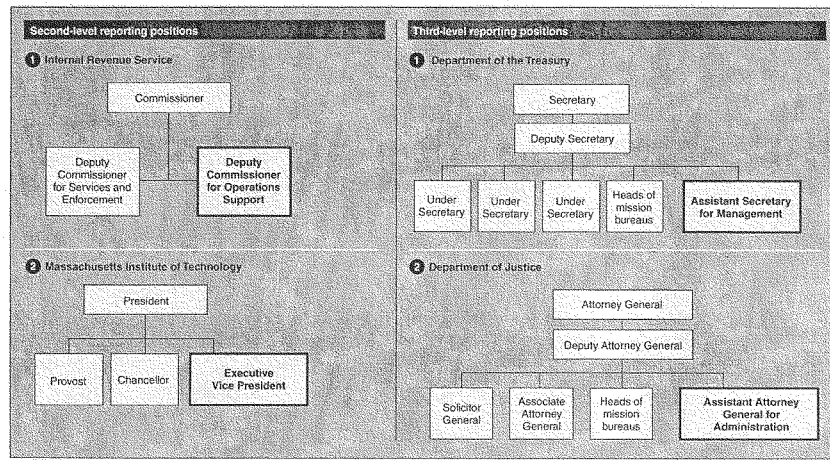 Second-level reporting positions
1 Internal Revenue Service
Commissioner
Deputy
Commissioner
for Services and
Enforcement
Deputy
Commissioner
for Operations
Support
2 Massachusetts Institute of Technology
President
Provost
Chancellor
Executive
Vice President
Third-level reporting positions
1 Department of the Treasury
Secretary
Deputy Secretary
Under
Secretary
Under
Secretary
Under
Secretary
Heads of
mission
bureaus
Assistant Secretary
for Management
2 Department of Justice
Attorney General
Deputy Attorney General
Solicitor
General
Associate
Attorney
General
Heads of
mission
bureaus
Assistant Attorney
General for
Administration